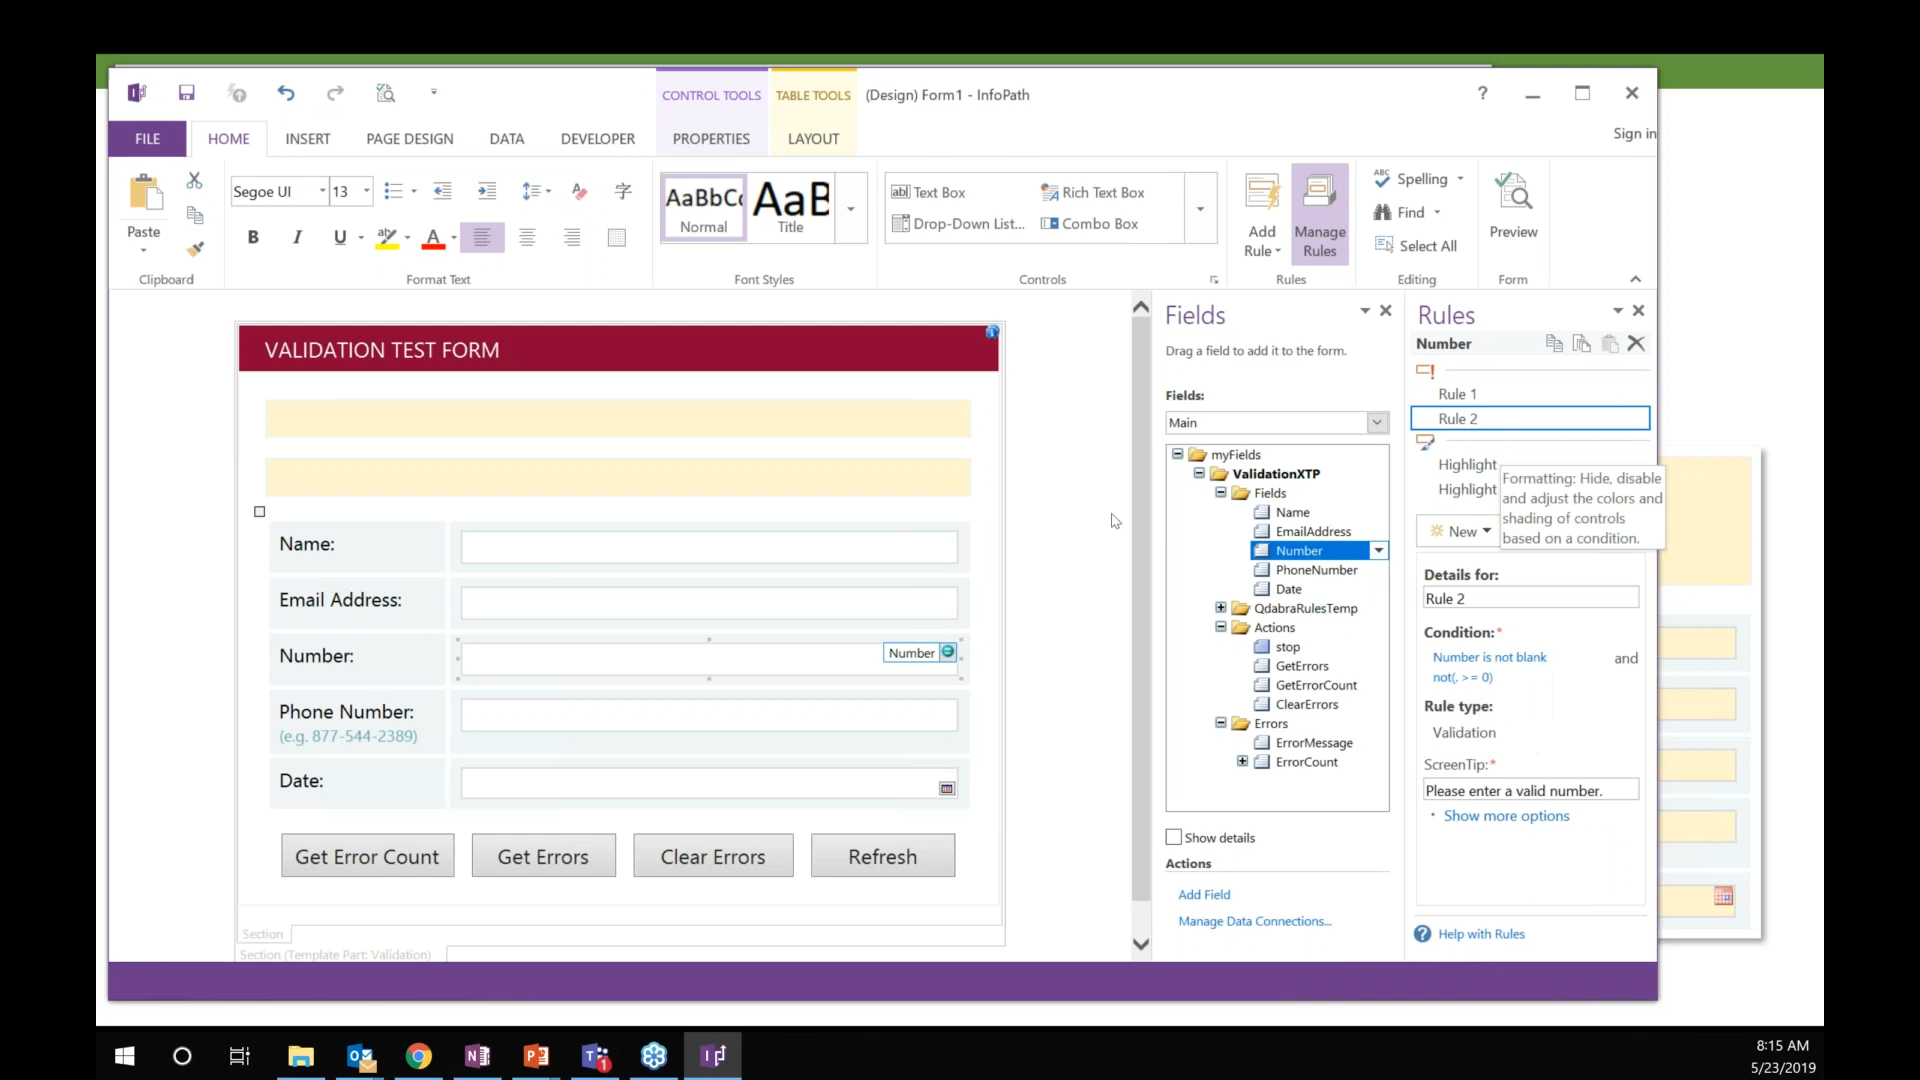 CONTROL TOOLS TABLE TOOLS (Design) Form1 - InfoPath ?
Sign in
FILE HOME INSERT PAGE DESIGN DATA DEVELOPER PROPERTIES LAYOUT
Paste
Clipboard
Segoe UI 13
字
B I U A
Format Text
AaBbCc AaB
Normal Title
Font Styles
Text Box Rich Text Box
Drop-Down List... Combo Box
Controls
Add Rule
Manage Rules
Rules
Spelling
Find
Select All
Editing
Preview
Form
VALIDATION TEST FORM
Name:
Email Address:
Number:
Number
Phone Number:
(e.g. 877-544-2389)
Date:
Get Error Count Get Errors Clear Errors Refresh
Section
Section (Template Part: Validation)
Fields
Drag a field to add it to the form.
Fields:
Main
myFields
ValidationXTP
Fields
Name
EmailAddress
Number
PhoneNumber
Date
QdabraRulesTemp
Actions
stop
GetErrors
GetErrorCount
ClearErrors
Errors
ErrorMessage
ErrorCount
Show details
Actions
Add Field
Manage Data Connections...
Rules
Number
Rule 1
Rule 2
Highlight
Highlight
Formatting: Hide, disable
and adjust the colors and
shading of controls
based on a condition.
New
Details for:
Rule 2
Condition:*
Number is not blank and
not(. >= 0)
Rule type:
Validation
ScreenTip:*
Please enter a valid number.
Show more options
Help with Rules
8:15 AM
5/23/2019